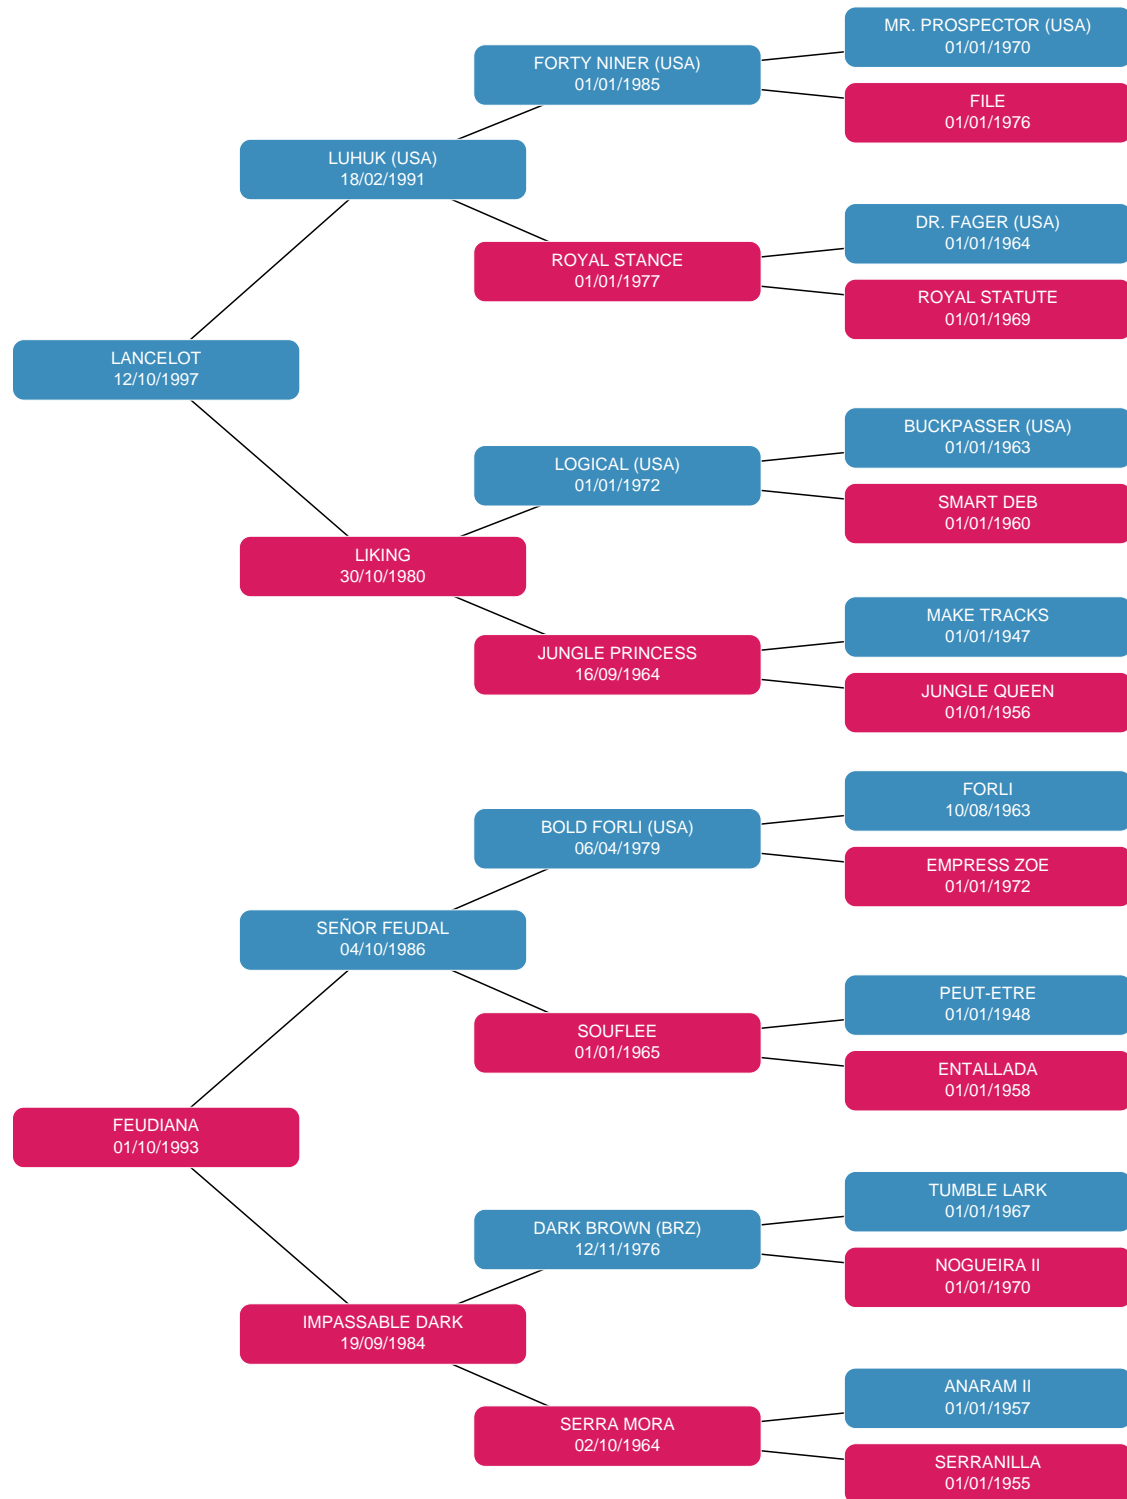 MR. PROSPECTOR (USA)
01/01/1970
FORTY NINER (USA)
01/01/1985
FILE
01/01/1976
LUHUK (USA)
18/02/1991
DR. FAGER (USA)
01/01/1964
ROYAL STANCE
01/01/1977
ROYAL STATUTE
01/01/1969
LANCELOT
12/10/1997
BUCKPASSER (USA)
01/01/1963
LOGICAL (USA)
01/01/1972
SMART DEB
01/01/1960
LIKING
30/10/1980
MAKE TRACKS
01/01/1947
JUNGLE PRINCESS
16/09/1964
JUNGLE QUEEN
01/01/1956
FORLI
10/08/1963
BOLD FORLI (USA)
06/04/1979
EMPRESS ZOE
01/01/1972
SEÑOR FEUDAL
04/10/1986
PEUT-ETRE
01/01/1948
SOUFLEE
01/01/1965
ENTALLADA
01/01/1958
FEUDIANA
01/10/1993
TUMBLE LARK
01/01/1967
DARK BROWN (BRZ)
12/11/1976
NOGUEIRA II
01/01/1970
IMPASSABLE DARK
19/09/1984
ANARAM II
01/01/1957
SERRA MORA
02/10/1964
SERRANILLA
01/01/1955